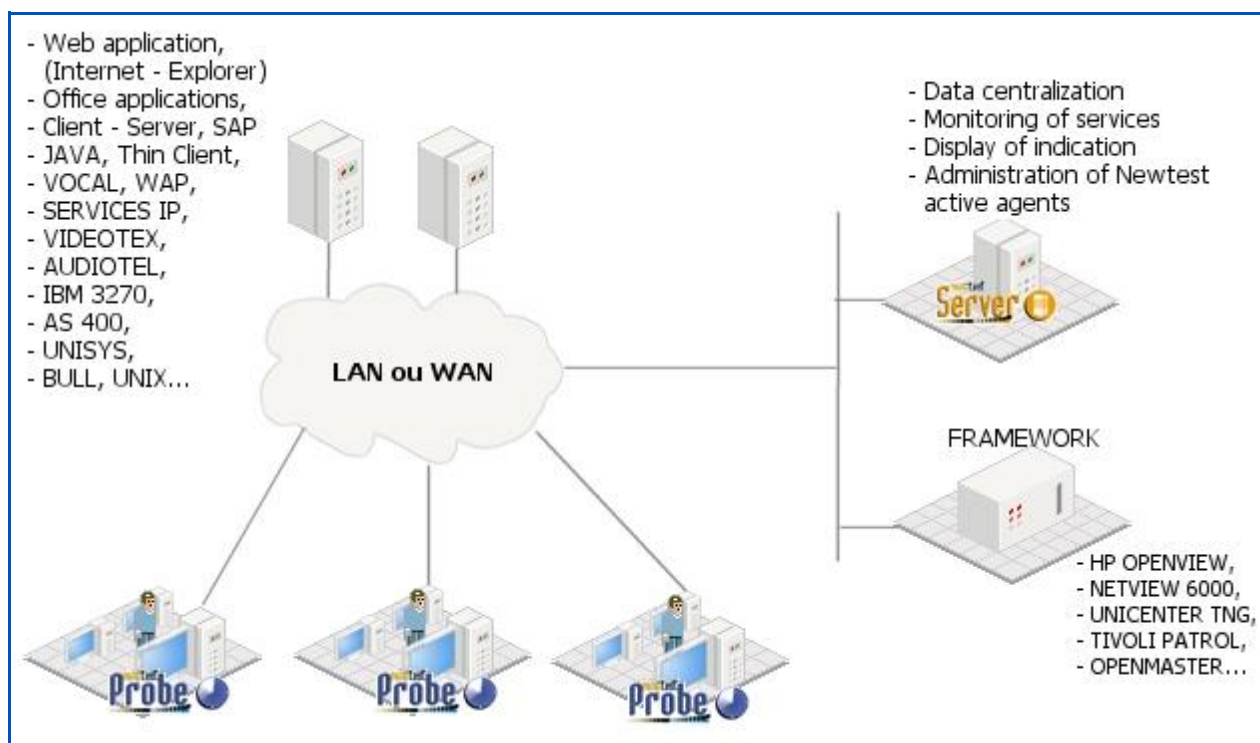 - Web application,
(Internet - Explorer)
- Office applications,
- Client - Server, SAP
- JAVA, Thin Client,
- VOCAL, WAP,
- SERVICES IP,
- VIDEOTEX,
- AUDIOTEL,
- IBM 3270,
- AS 400,
- UNISYS,
- BULL, UNIX...
- Data centralization
- Monitoring of services
- Display of indication
- Administration of Newtest
active agents
Server
LAN ou WAN
FRAMEWORK
- HP OPENVIEW,
- NETVIEW 6000,
- UNICENTER TNG,
- TIVOLI PATROL,
- OPENMASTER...
Probe
Probe
Probe